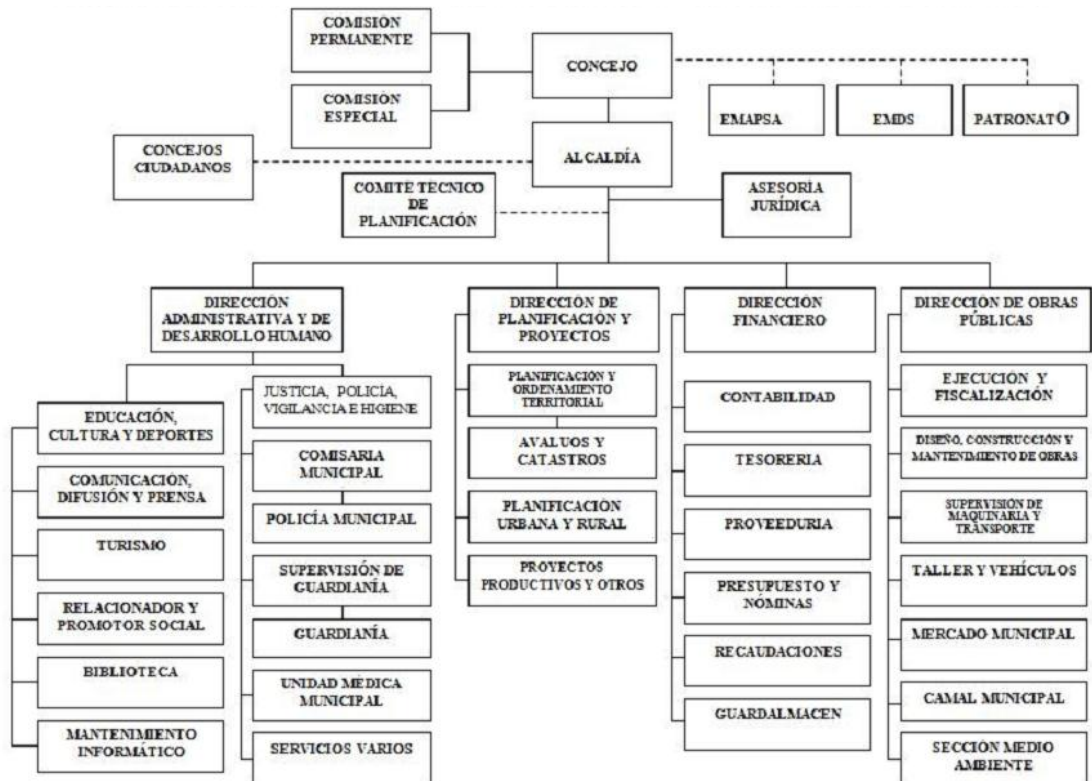 COMISIÓN
PERMANENTE
CONCEJO
COMISIÓN
ESPECIAL
EMAPSA
EMDS
PATRONATO
CONCEJOS
CIUDADANOS
ALCALDÍA
COMITÉ TÉCNICO
DE
PLANIFICACIÓN
ASESORÍA
JURÍDICA
DIRECCIÓN
ADMINISTRATIVA Y DE
DESARROLLO HUMANO
EDUCACIÓN,
CULTURA Y DEPORTES
COMUNICACIÓN,
DIFUSIÓN Y PRENSA
TURISMO
RELACIONADOR Y
PROMOTOR SOCIAL
BIBLIOTECA
MANTENIMIENTO
INFORMÁTICO
JUSTICIA, POLICÍA,
VIGILANCIA E HIGIENE
COMISARIA
MUNICIPAL
POLICÍA MUNICIPAL
SUPERVISIÓN DE
GUARDIANÍA
GUARDIANÍA
UNIDAD MÉDICA
MUNICIPAL
SERVICIOS VARIOS
DIRECCIÓN DE
PLANIFICACIÓN Y
PROYECTOS
PLANIFICACIÓN Y
ORDENAMIENTO
TERRITORIAL
AVALUOS Y
CATASTROS
PLANIFICACIÓN
URBANA Y RURAL
PROYECTOS
PRODUCTIVOS Y OTROS
DIRECCIÓN
FINANCIERO
CONTABILIDAD
TESORERIA
PROVEEDURIA
PRESUPUESTO Y
NÓMINAS
RECAUDACIONES
GUARDALMACEN
DIRECCIÓN DE OBRAS
PÚBLICAS
EJECUCIÓN Y
FISCALIZACIÓN
DISEÑO, CONSTRUCCIÓN Y
MANTENIMIENTO DE OBRAS
SUPERVISIÓN DE
MAQUINARIA Y
TRANSPORTE
TALLER Y VEHÍCULOS
MERCADO MUNICIPAL
CAMAL MUNICIPAL
SECCIÓN MEDIO
AMBIENTE